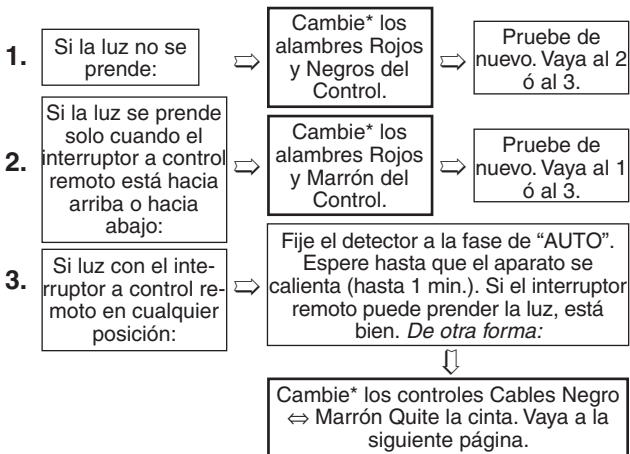 1.
Si la luz no se
prende:
⇨
Cambie* los
alambres Rojos
y Negros del
Control.
⇨
Pruebe de
nuevo. Vaya al 2
ó al 3.
2.
Si la luz se prende
solo cuando el
interruptor a control
remoto está hacia
arriba o hacia
abajo:
⇨
Cambie* los
alambres Rojos
y Marrón del
Control.
⇨
Pruebe de
nuevo. Vaya al 1
ó al 3.
3.
Si luz con el inte-
rruptor a control re-
moto en cualquier
posición:
⇨
Fije el detector a la fase de “AUTO”.
Espere hasta que el aparato se
calienta (hasta 1 min.). Si el interruptor
remoto puede prender la luz, está
bien. De otra forma:
⇩
Cambie* los controles Cables Negro
⇔ Marrón Quite la cinta. Vaya a la
siguiente página.